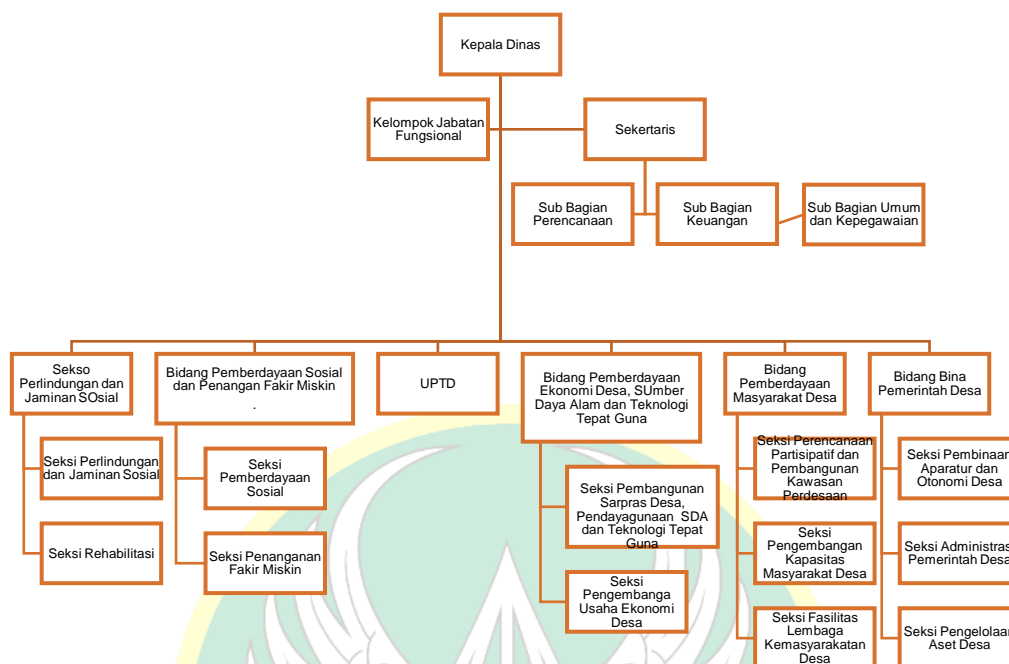 Kepala Dinas
Kelompok Jabatan
Fungsional
Sekertaris
Sub Bagian
Perencanaan
Sub Bagian
Keuangan
Sub Bagian Umum
dan Kepegawaian
Sekso
Perlindungan dan
Jaminan SOsial
Bidang Pemberdayaan Sosial
dan Penangan Fakir Miskin
.
UPTD
Bidang Pemberdayaan
Ekonomi Desa, SUmber
Daya Alam dan Teknologi
Tepat Guna
Bidang
Pemberdayaan
Masyarakat Desa
Bidang Bina
Pemerintah Desa
Seksi Perlindungan
dan Jaminan Sosial
Seksi Rehabilitasi
Seksi
Pemberdayaan
Sosial
Seksi Penanganan
Fakir Miskin
Seksi Pembangunan
Sarpras Desa,
Pendayagunaan SDA
dan Teknologi Tepat
Guna
Seksi
Pengembanga
Usaha Ekonomi
Desa
Seksi Perencanaan
Partisipatif dan
Pembangunan
Kawasan
Perdesaan
Seksi
Pengembangan
Kapasitas
Masyarakat Desa
Seksi Fasilitas
Lembaga
Kemasyarakatan
Desa
Seksi Pembinaan
Aparatur dan
Otonomi Desa
Seksi Administrasi
Pemerintah Desa
Seksi Pengelolaan
Aset Desa